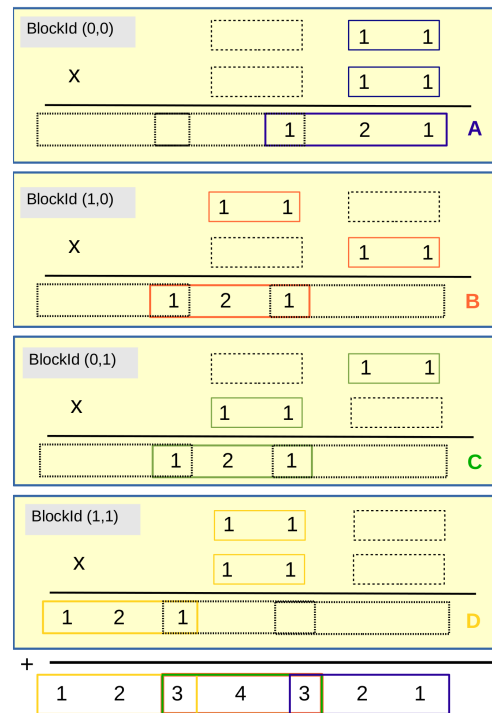 BlockId (0,0)
1 1
x 1 1
1 2 1 A
BlockId (1,0)
1 1
x 1 1
1 2 1 B
BlockId (0,1)
1 1
x 1 1
1 2 1 C
BlockId (1,1)
1 1
x 1 1
1 2 1 D
+
1 2 3 4 3 2 1